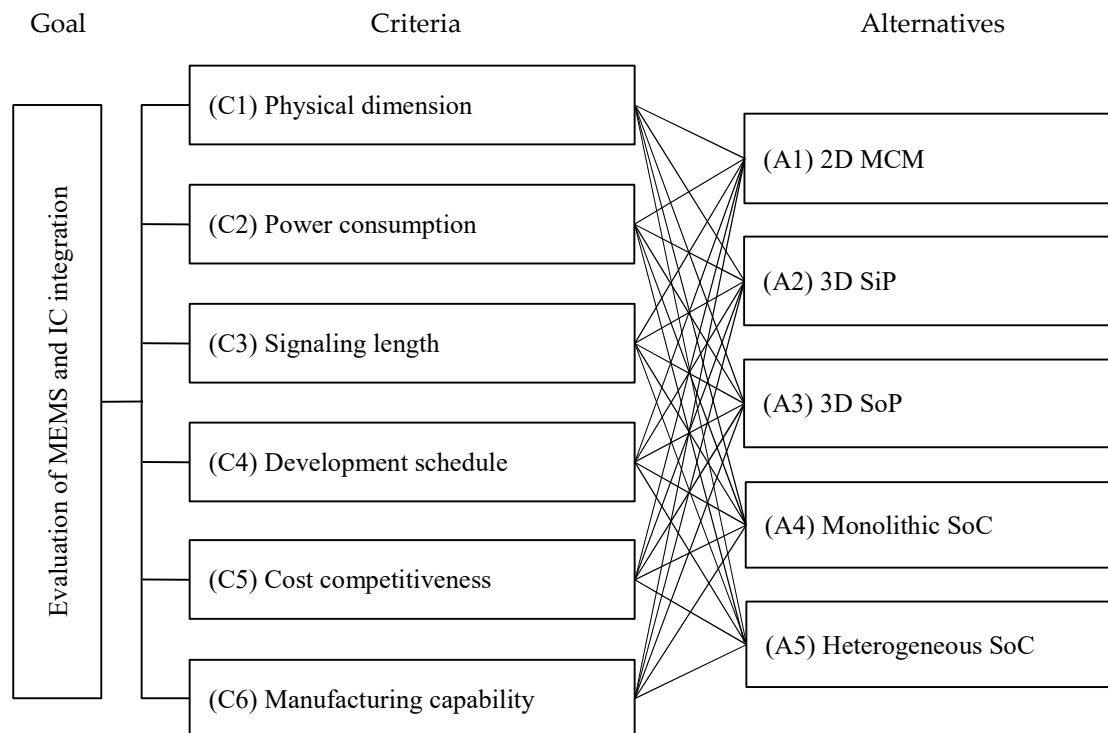 Goal
Criteria
Alternatives
Evaluation of MEMS and IC integration
(C1) Physical dimension
(C2) Power consumption
(C3) Signaling length
(C4) Development schedule
(C5) Cost competitiveness
(C6) Manufacturing capability
(A1) 2D MCM
(A2) 3D SiP
(A3) 3D SoP
(A4) Monolithic SoC
(A5) Heterogeneous SoC